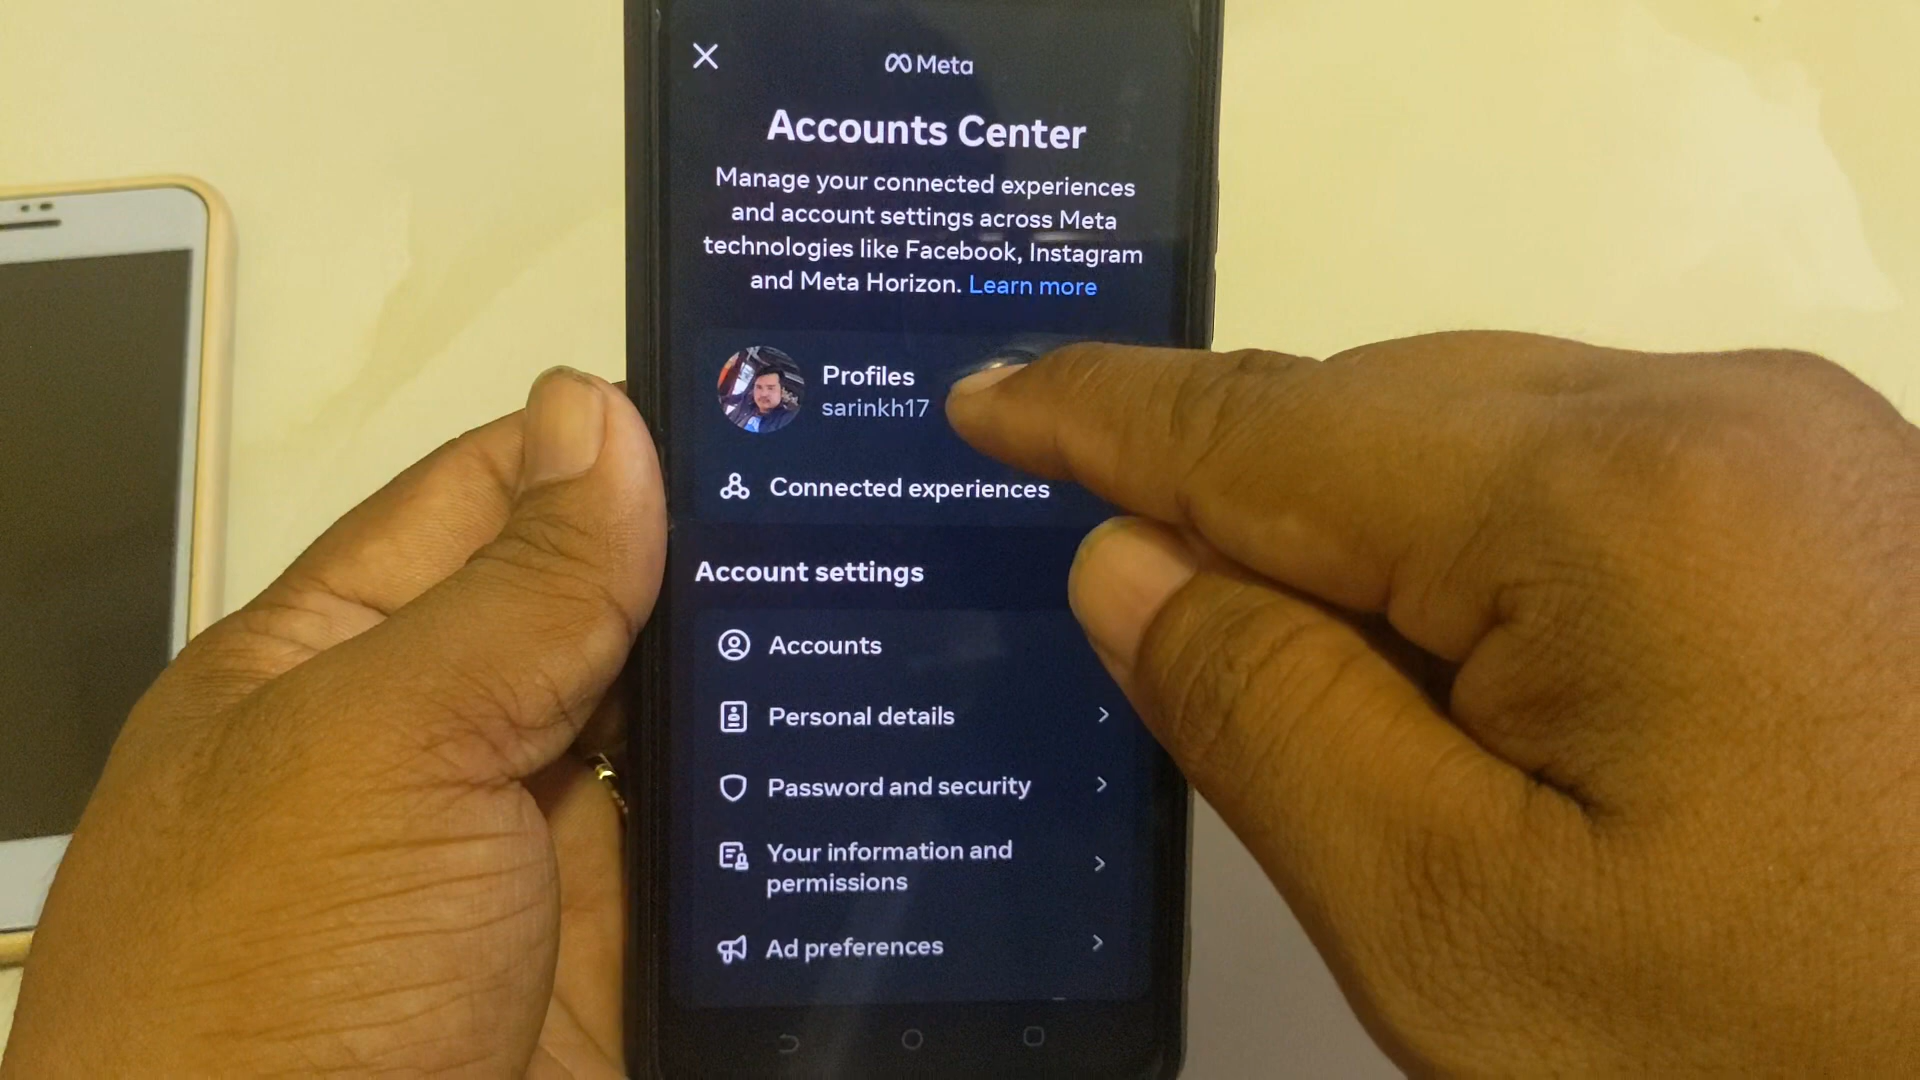 Meta
Accounts Center
Manage your connected experiences
and account settings across Meta
technologies like Facebook, Instagram
and Meta Horizon. Learn more
Profiles
sarinkh17
Connected experiences
Account settings
Accounts
Personal details
Password and security
Your information and
permissions
Ad preferences